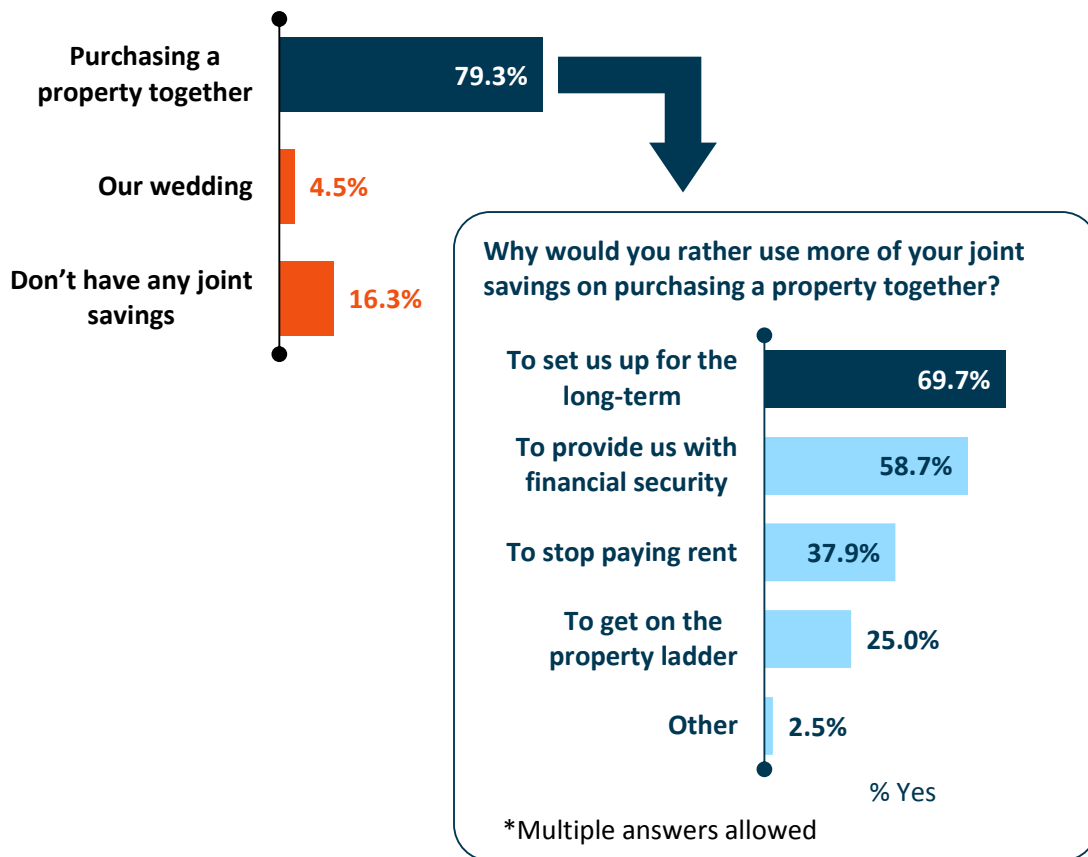 Purchasing a
property together
79.3%
Our wedding
4.5%
Don’t have any joint
savings
16.3%
Why would you rather use more of your joint
savings on purchasing a property together?
To set us up for the
long-term
69.7%
To provide us with
financial security
58.7%
To stop paying rent
37.9%
To get on the
property ladder
25.0%
Other
2.5%
% Yes
*Multiple answers allowed